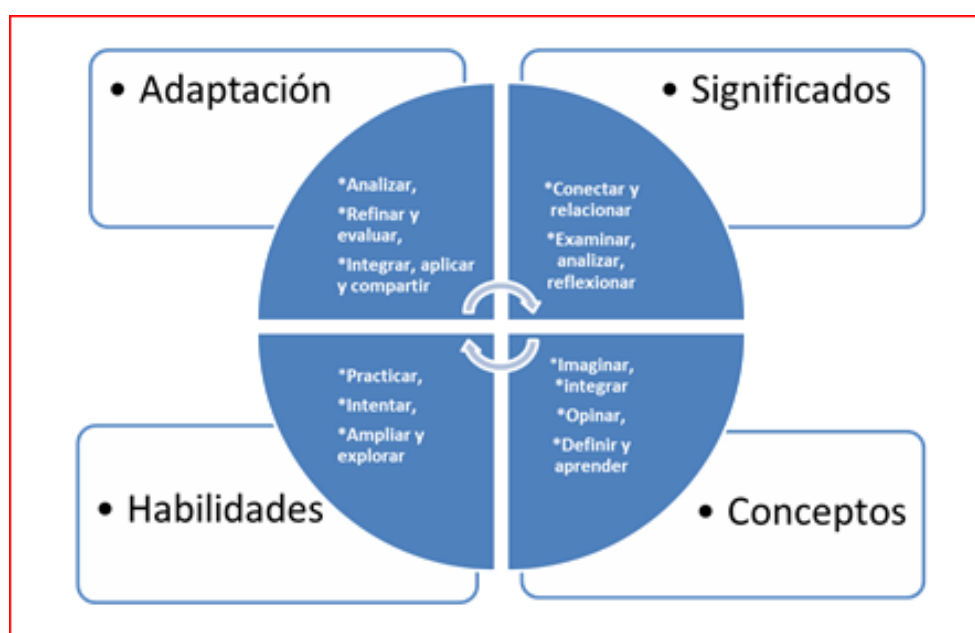 • Adaptación
• Significados
*Analizar,
*Refinar y
evaluar,
*Integrar, aplicar
y compartir
*Conectar y
relacionar
*Examinar,
analizar,
reflexionar
*Practicar,
*Intentar,
*Ampliar y
explorar
*Imaginar,
*integrar
*Opinar,
*Definir y
aprender
• Habilidades
• Conceptos